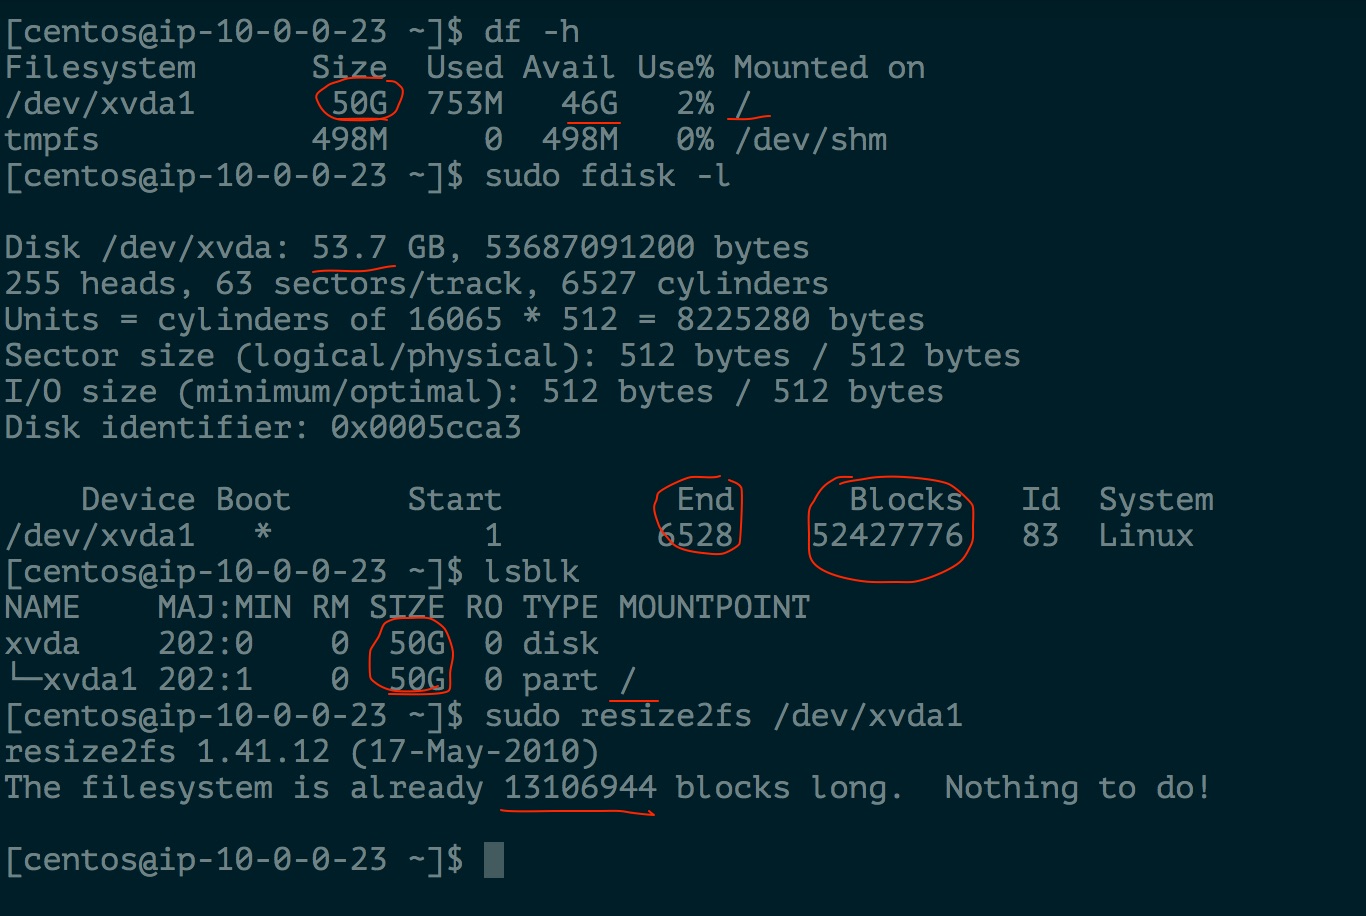 [centos@ip-10-0-0-23 ~]$ df -h
Filesystem      Size  Used Avail Use% Mounted on
/dev/xvda1       50G  753M   46G   2% /
tmpfs           498M     0  498M   0% /dev/shm
[centos@ip-10-0-0-23 ~]$ sudo fdisk -l
Disk /dev/xvda: 53.7 GB, 53687091200 bytes
255 heads, 63 sectors/track, 6527 cylinders
Units = cylinders of 16065 * 512 = 8225280 bytes
Sector size (logical/physical): 512 bytes / 512 bytes
I/O size (minimum/optimal): 512 bytes / 512 bytes
Disk identifier: 0x0005cca3
    Device Boot      Start         End      Blocks   Id  System
/dev/xvda1   *           1        6528    52427776   83  Linux
[centos@ip-10-0-0-23 ~]$ lsblk
NAME    MAJ:MIN RM SIZE RO TYPE MOUNTPOINT
xvda    202:0    0  50G  0 disk
└─xvda1 202:1    0  50G  0 part /
[centos@ip-10-0-0-23 ~]$ sudo resize2fs /dev/xvda1
resize2fs 1.41.12 (17-May-2010)
The filesystem is already 13106944 blocks long.  Nothing to do!
[centos@ip-10-0-0-23 ~]$